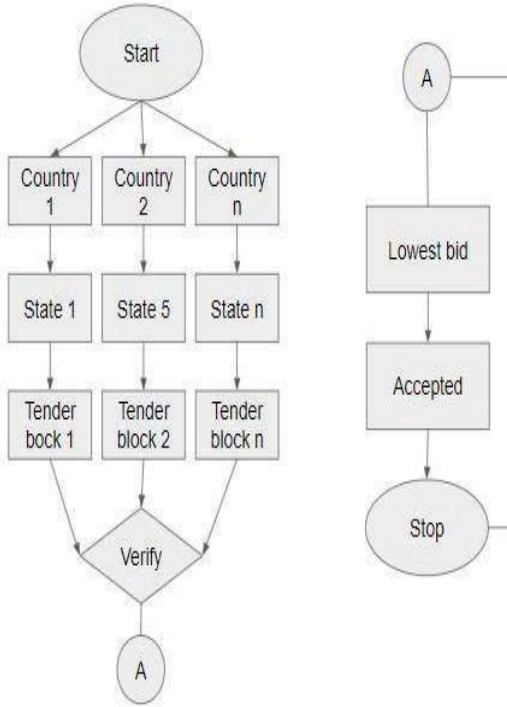 Start
Country
1
Country
2
Country
n
State 1
State 5
State n
Tender
bock 1
Tender
block 2
Tender
block n
Verify
A
A
Lowest bid
Accepted
Stop